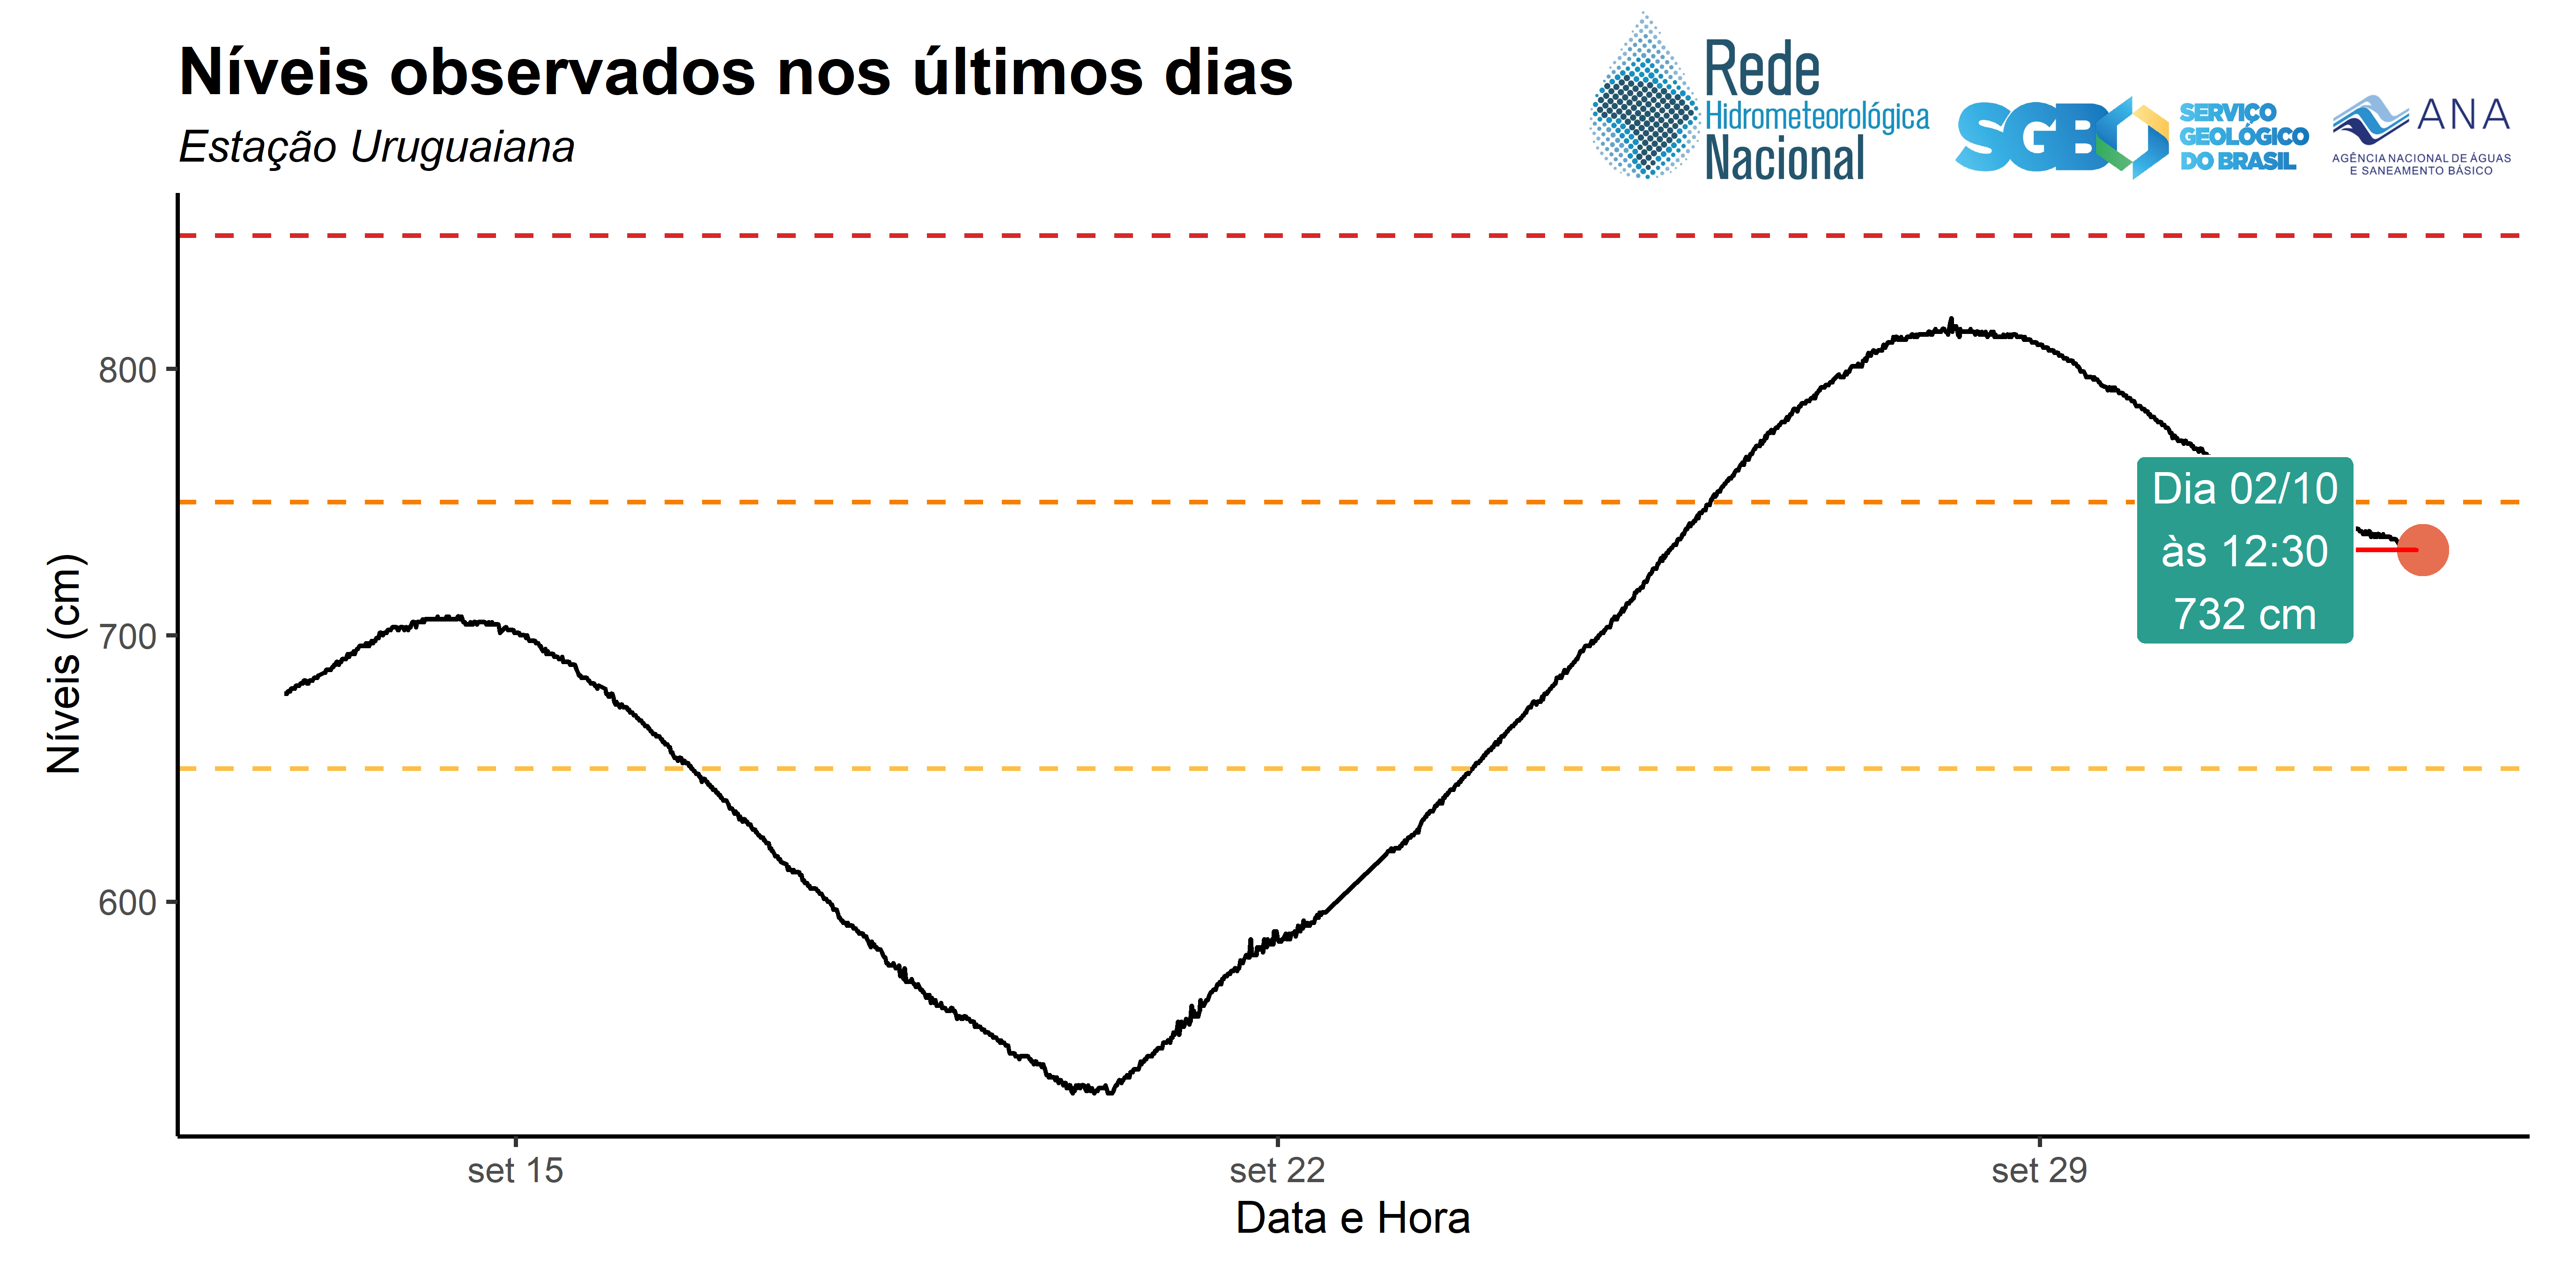 Níveis observados nos últimos dias
Estação Uruguaiana
Rede
Hidrometeorológica
Nacional
SGB
SERVIÇO
GEOLÓGICO
DO BRASIL
ANA
AGÊNCIA NACIONAL DE ÁGUAS
E SANEAMENTO BÁSICO
Níveis (cm)
800
700
600
Dia 02/10
às 12:30
732 cm
set 15
set 22
set 29
Data e Hora